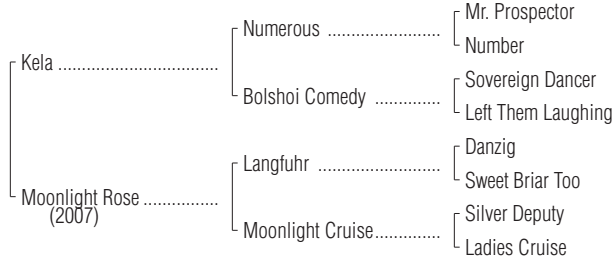 Mr. Prospector
Numerous .......................
Number
Kela ..................................
Sovereign Dancer
Bolshoi Comedy ..............
Left Them Laughing
Danzig
Langfuhr ..........................
Sweet Briar Too
Moonlight Rose ................
(2007)
Silver Deputy
Moonlight Cruise..............
Ladies Cruise